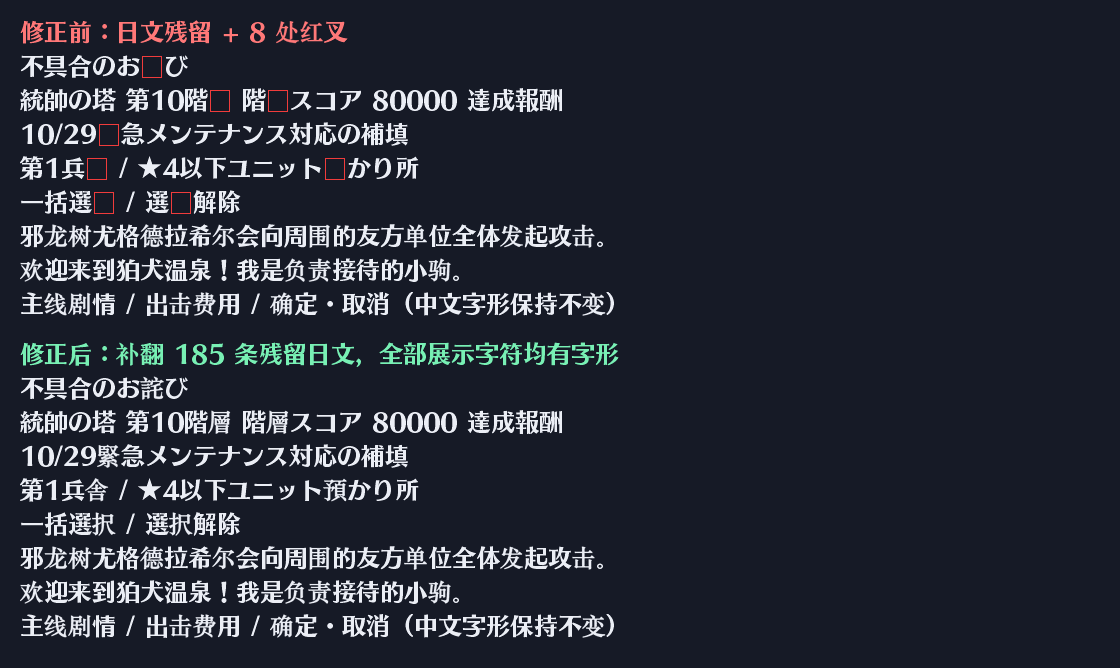 修正前：日文残留 + 8 处红叉
不具合のお□び
統帥の塔 第10階□ 階□スコア 80000 達成報酬
10/29□急メンテナンス対応の補填
第1兵□ / ★4以下ユニット□かり所
一括選□ / 選□解除
邪龙树尤格德拉希尔会向周围的友方单位全体发起攻击。
欢迎来到狛犬温泉！我是负责接待的小驹。
主线剧情 / 出击费用 / 确定・取消（中文字形保持不变）
修正后：补翻 185 条残留日文，全部展示字符均有字形
不具合のお詫び
統帥の塔 第10階層 階層スコア 80000 達成報酬
10/29緊急メンテナンス対応の補填
第1兵舎 / ★4以下ユニット預かり所
一括選択 / 選択解除
邪龙树尤格德拉希尔会向周围的友方单位全体发起攻击。
欢迎来到狛犬温泉！我是负责接待的小驹。
主线剧情 / 出击费用 / 确定・取消（中文字形保持不变）